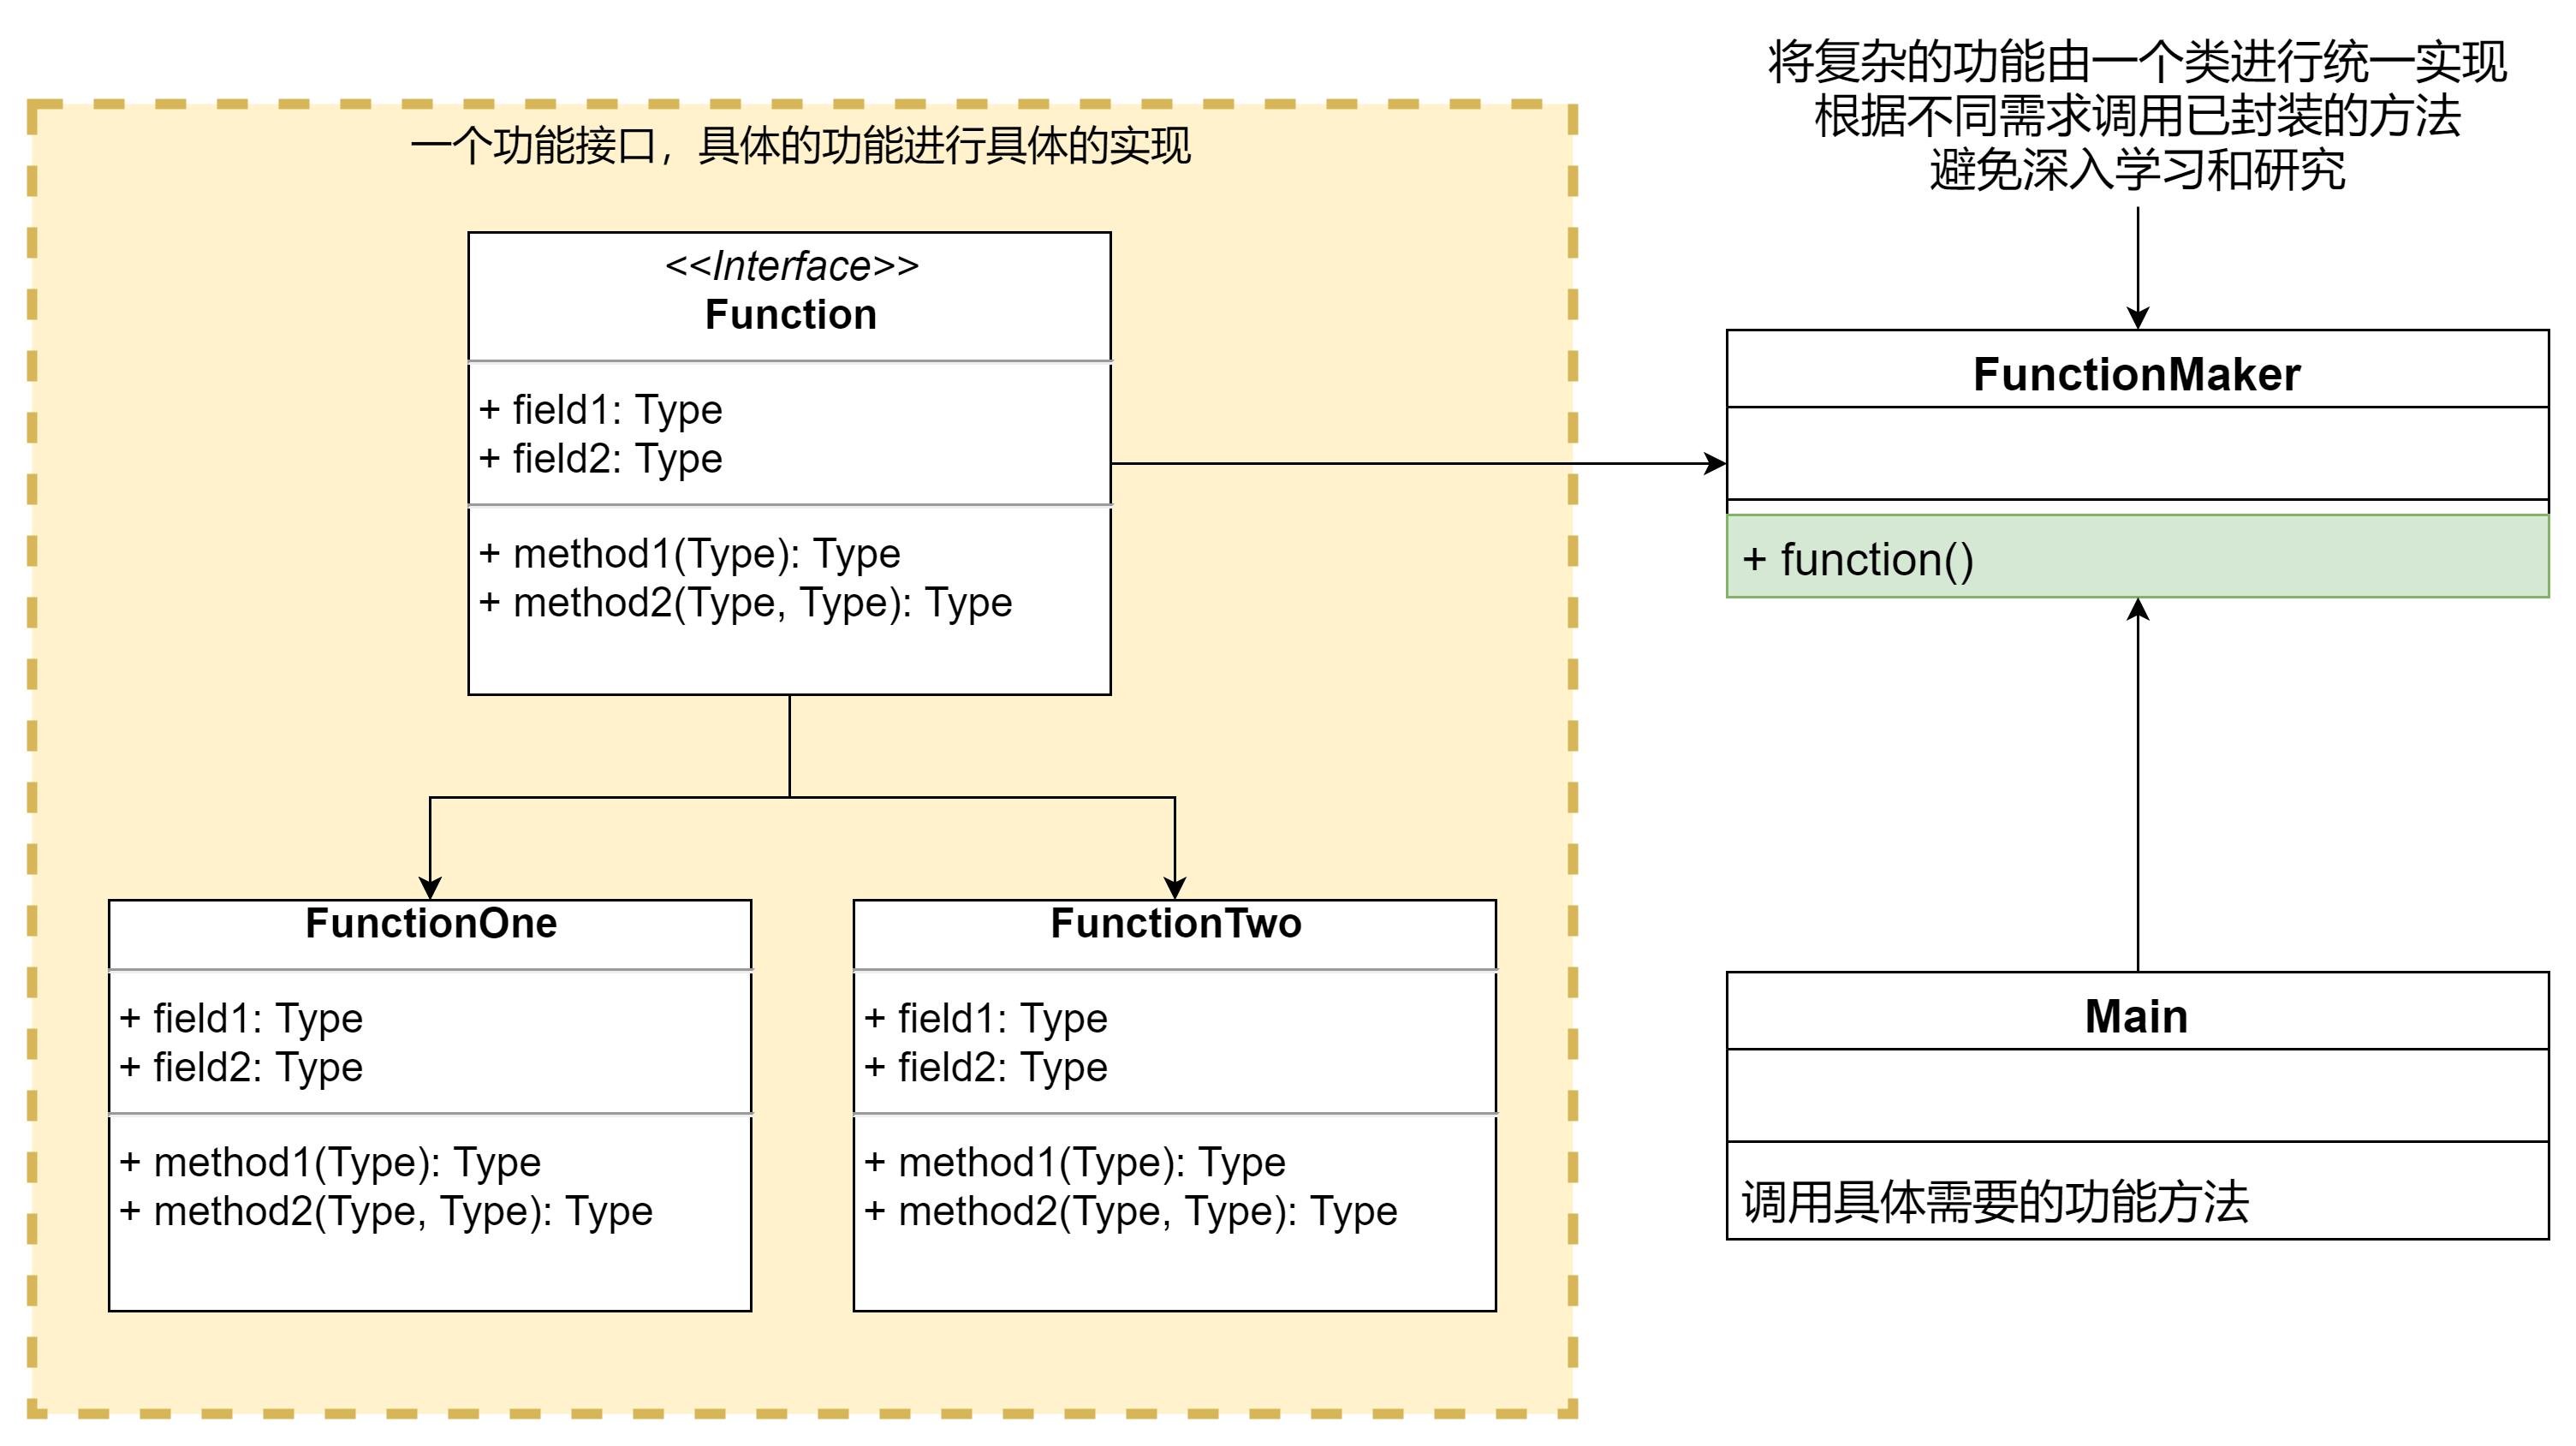 一个功能接口，具体的功能进行具体的实现
<<Interface>>
Function
+ field1: Type
+ field2: Type
+ method1(Type): Type
+ method2(Type, Type): Type
FunctionOne
+ field1: Type
+ field2: Type
+ method1(Type): Type
+ method2(Type, Type): Type
FunctionTwo
+ field1: Type
+ field2: Type
+ method1(Type): Type
+ method2(Type, Type): Type
将复杂的功能由一个类进行统一实现
根据不同需求调用已封装的方法
避免深入学习和研究
FunctionMaker
+ function()
Main
调用具体需要的功能方法